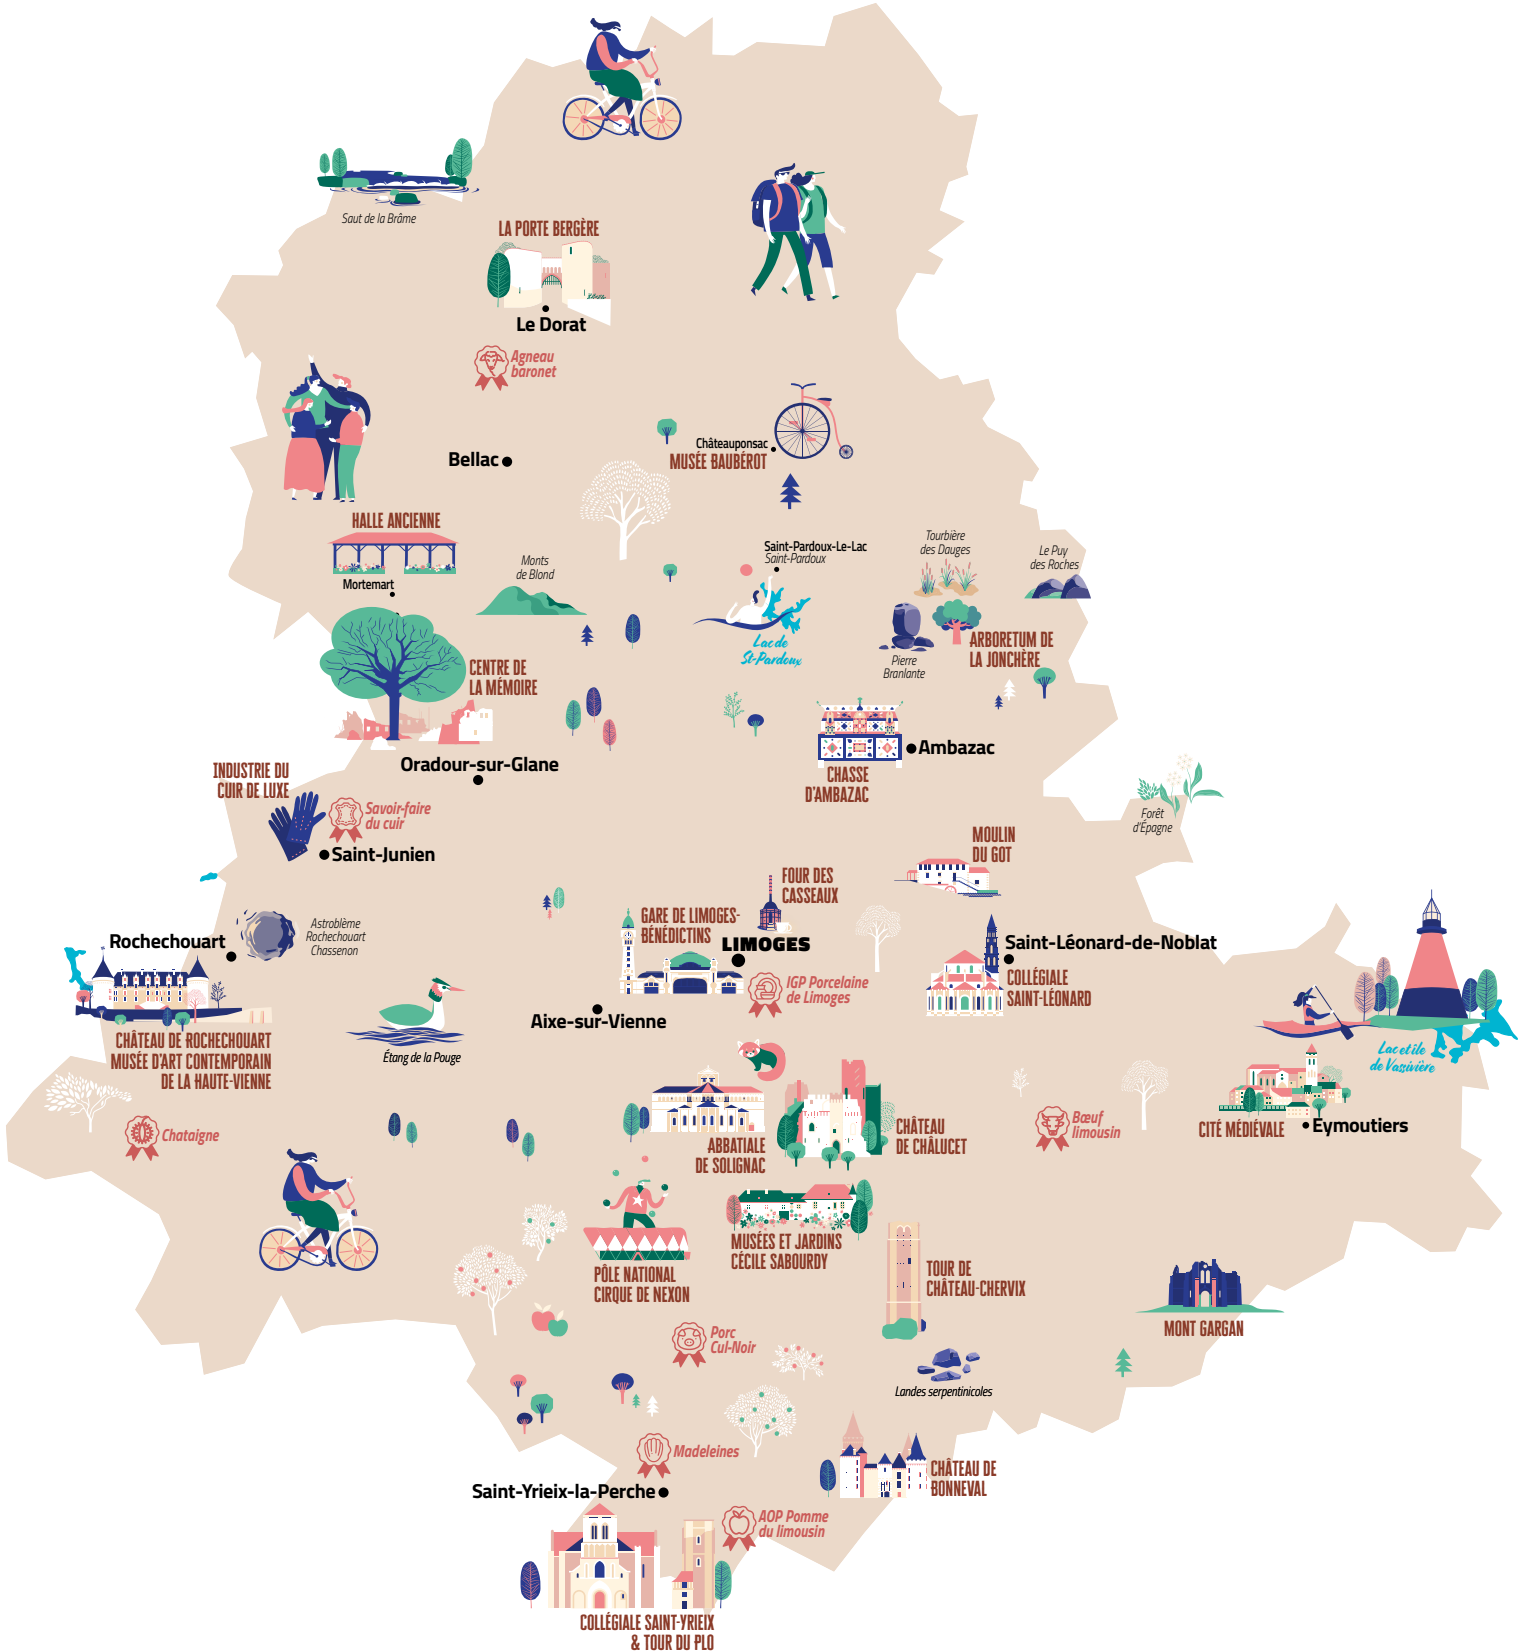 Saut de la Brâme
LA PORTE BERGÈRE
Le Dorat
Agneau
baronet
Bellac
Châteauponsac
MUSÉE BAUBÉROT
HALLE ANCIENNE
Mortemart
Monts
de Blond
Saint-Pardoux-Le-Lac
Saint-Pardoux
Lac de
St-Pardoux
Tourbière
des Dauges
Le Puy
des Roches
Pierre
Branlante
ARBORETUM DE
LA JONCHÈRE
CENTRE DE
LA MÉMOIRE
Oradour-sur-Glane
Ambazac
CHASSE
D'AMBAZAC
INDUSTRIE DU
CUIR DE LUXE
Savoir-faire
du cuir
Saint-Junien
Forêt
d'Épagne
MOULIN
DU GOT
FOUR DES
CASSEAUX
GARE DE LIMOGES-
BÉNÉDICTINS
LIMOGES
IGP Porcelaine
de Limoges
Astroblème
Rochechouart
Chassenon
Rochechouart
CHÂTEAU DE ROCHECHOUART
MUSÉE D'ART CONTEMPORAIN
DE LA HAUTE-VIENNE
Saint-Léonard-de-Noblat
COLLÉGIALE
SAINT-LÉONARD
Aixe-sur-Vienne
Étang de la Pouge
Lac et île
de Vassivière
Chataigne
ABBATIALE
DE SOLIGNAC
CHÂTEAU
DE CHÂLUCET
Bœuf
limousin
CITÉ MÉDIÉVALE
Eymoutiers
MUSÉES ET JARDINS
CÉCILE SABOURDY
PÔLE NATIONAL
CIRQUE DE NEXON
TOUR DE
CHÂTEAU-CHERVIX
MONT GARGAN
Porc
Cul-Noir
Landes serpentinicoles
Madeleines
Saint-Yrieix-la-Perche
CHÂTEAU DE
BONNEVAL
AOP Pomme
du limousin
COLLÉGIALE SAINT-YRIEIX
& TOUR DU PLO